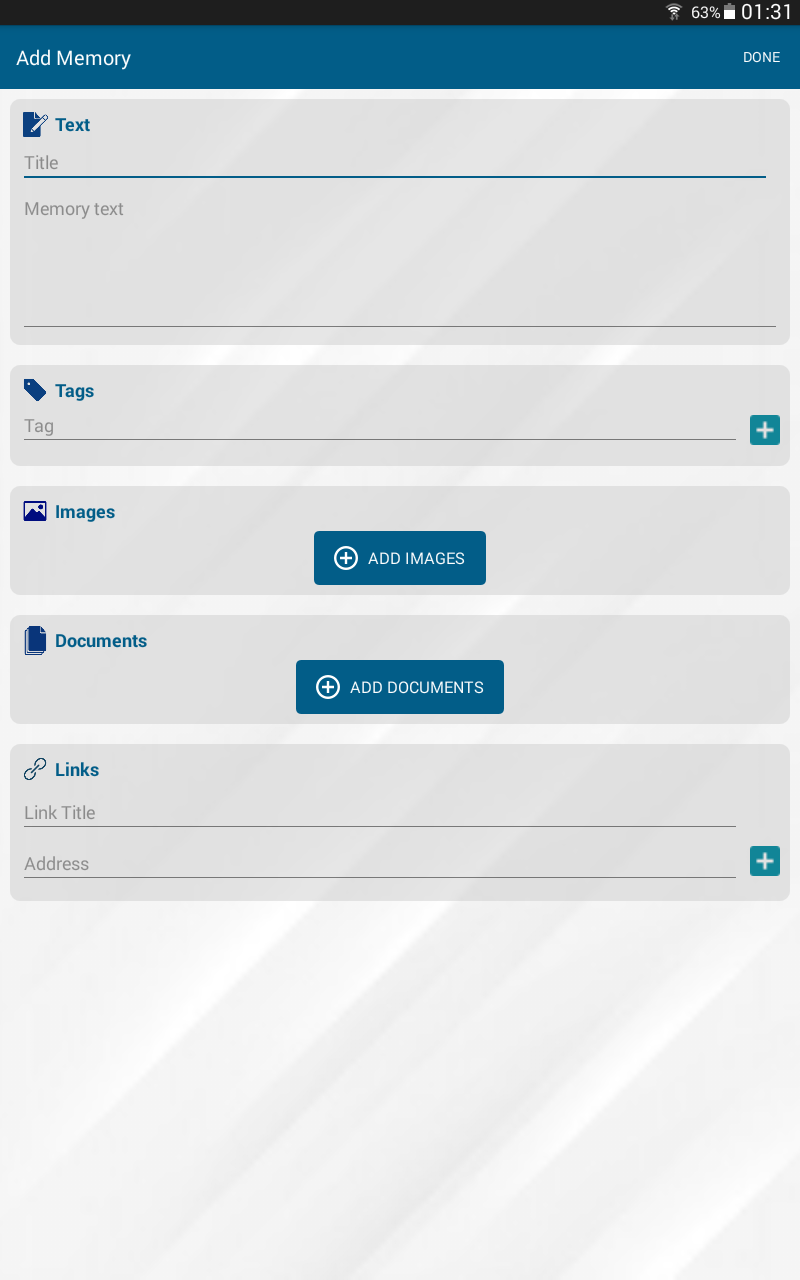 63% 01:31
Add Memory DONE
Text
Title
Memory text
Tags
Tag
Images
ADD IMAGES
Documents
ADD DOCUMENTS
Links
Link Title
Address